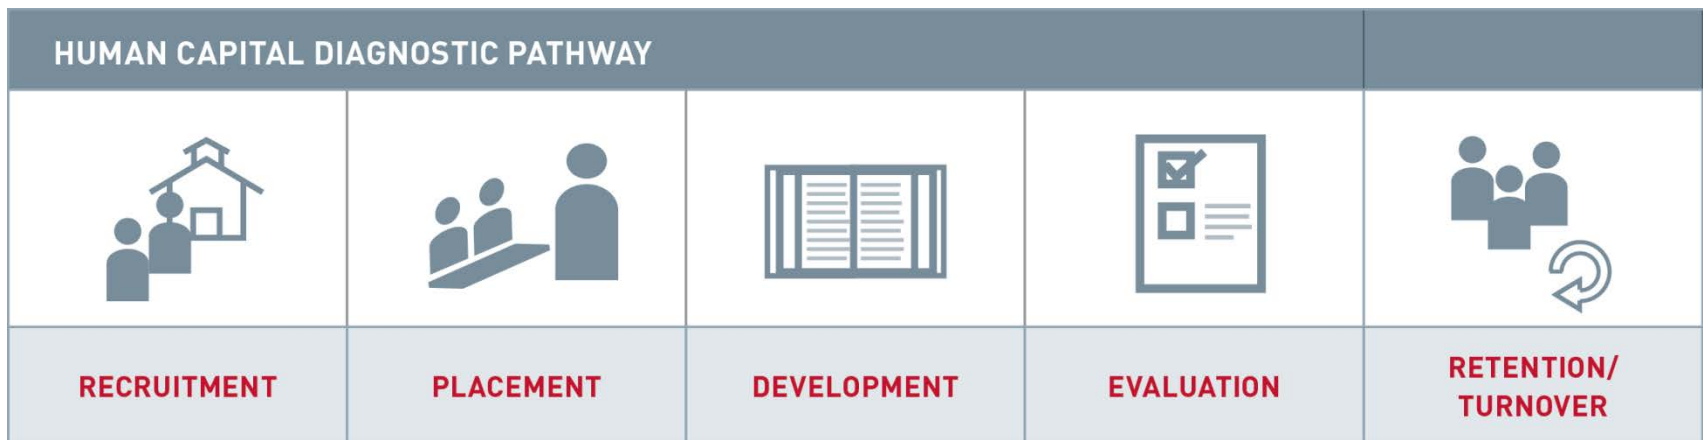 HUMAN CAPITAL DIAGNOSTIC PATHWAY
RECRUITMENT
PLACEMENT
DEVELOPMENT
EVALUATION
RETENTION/
TURNOVER